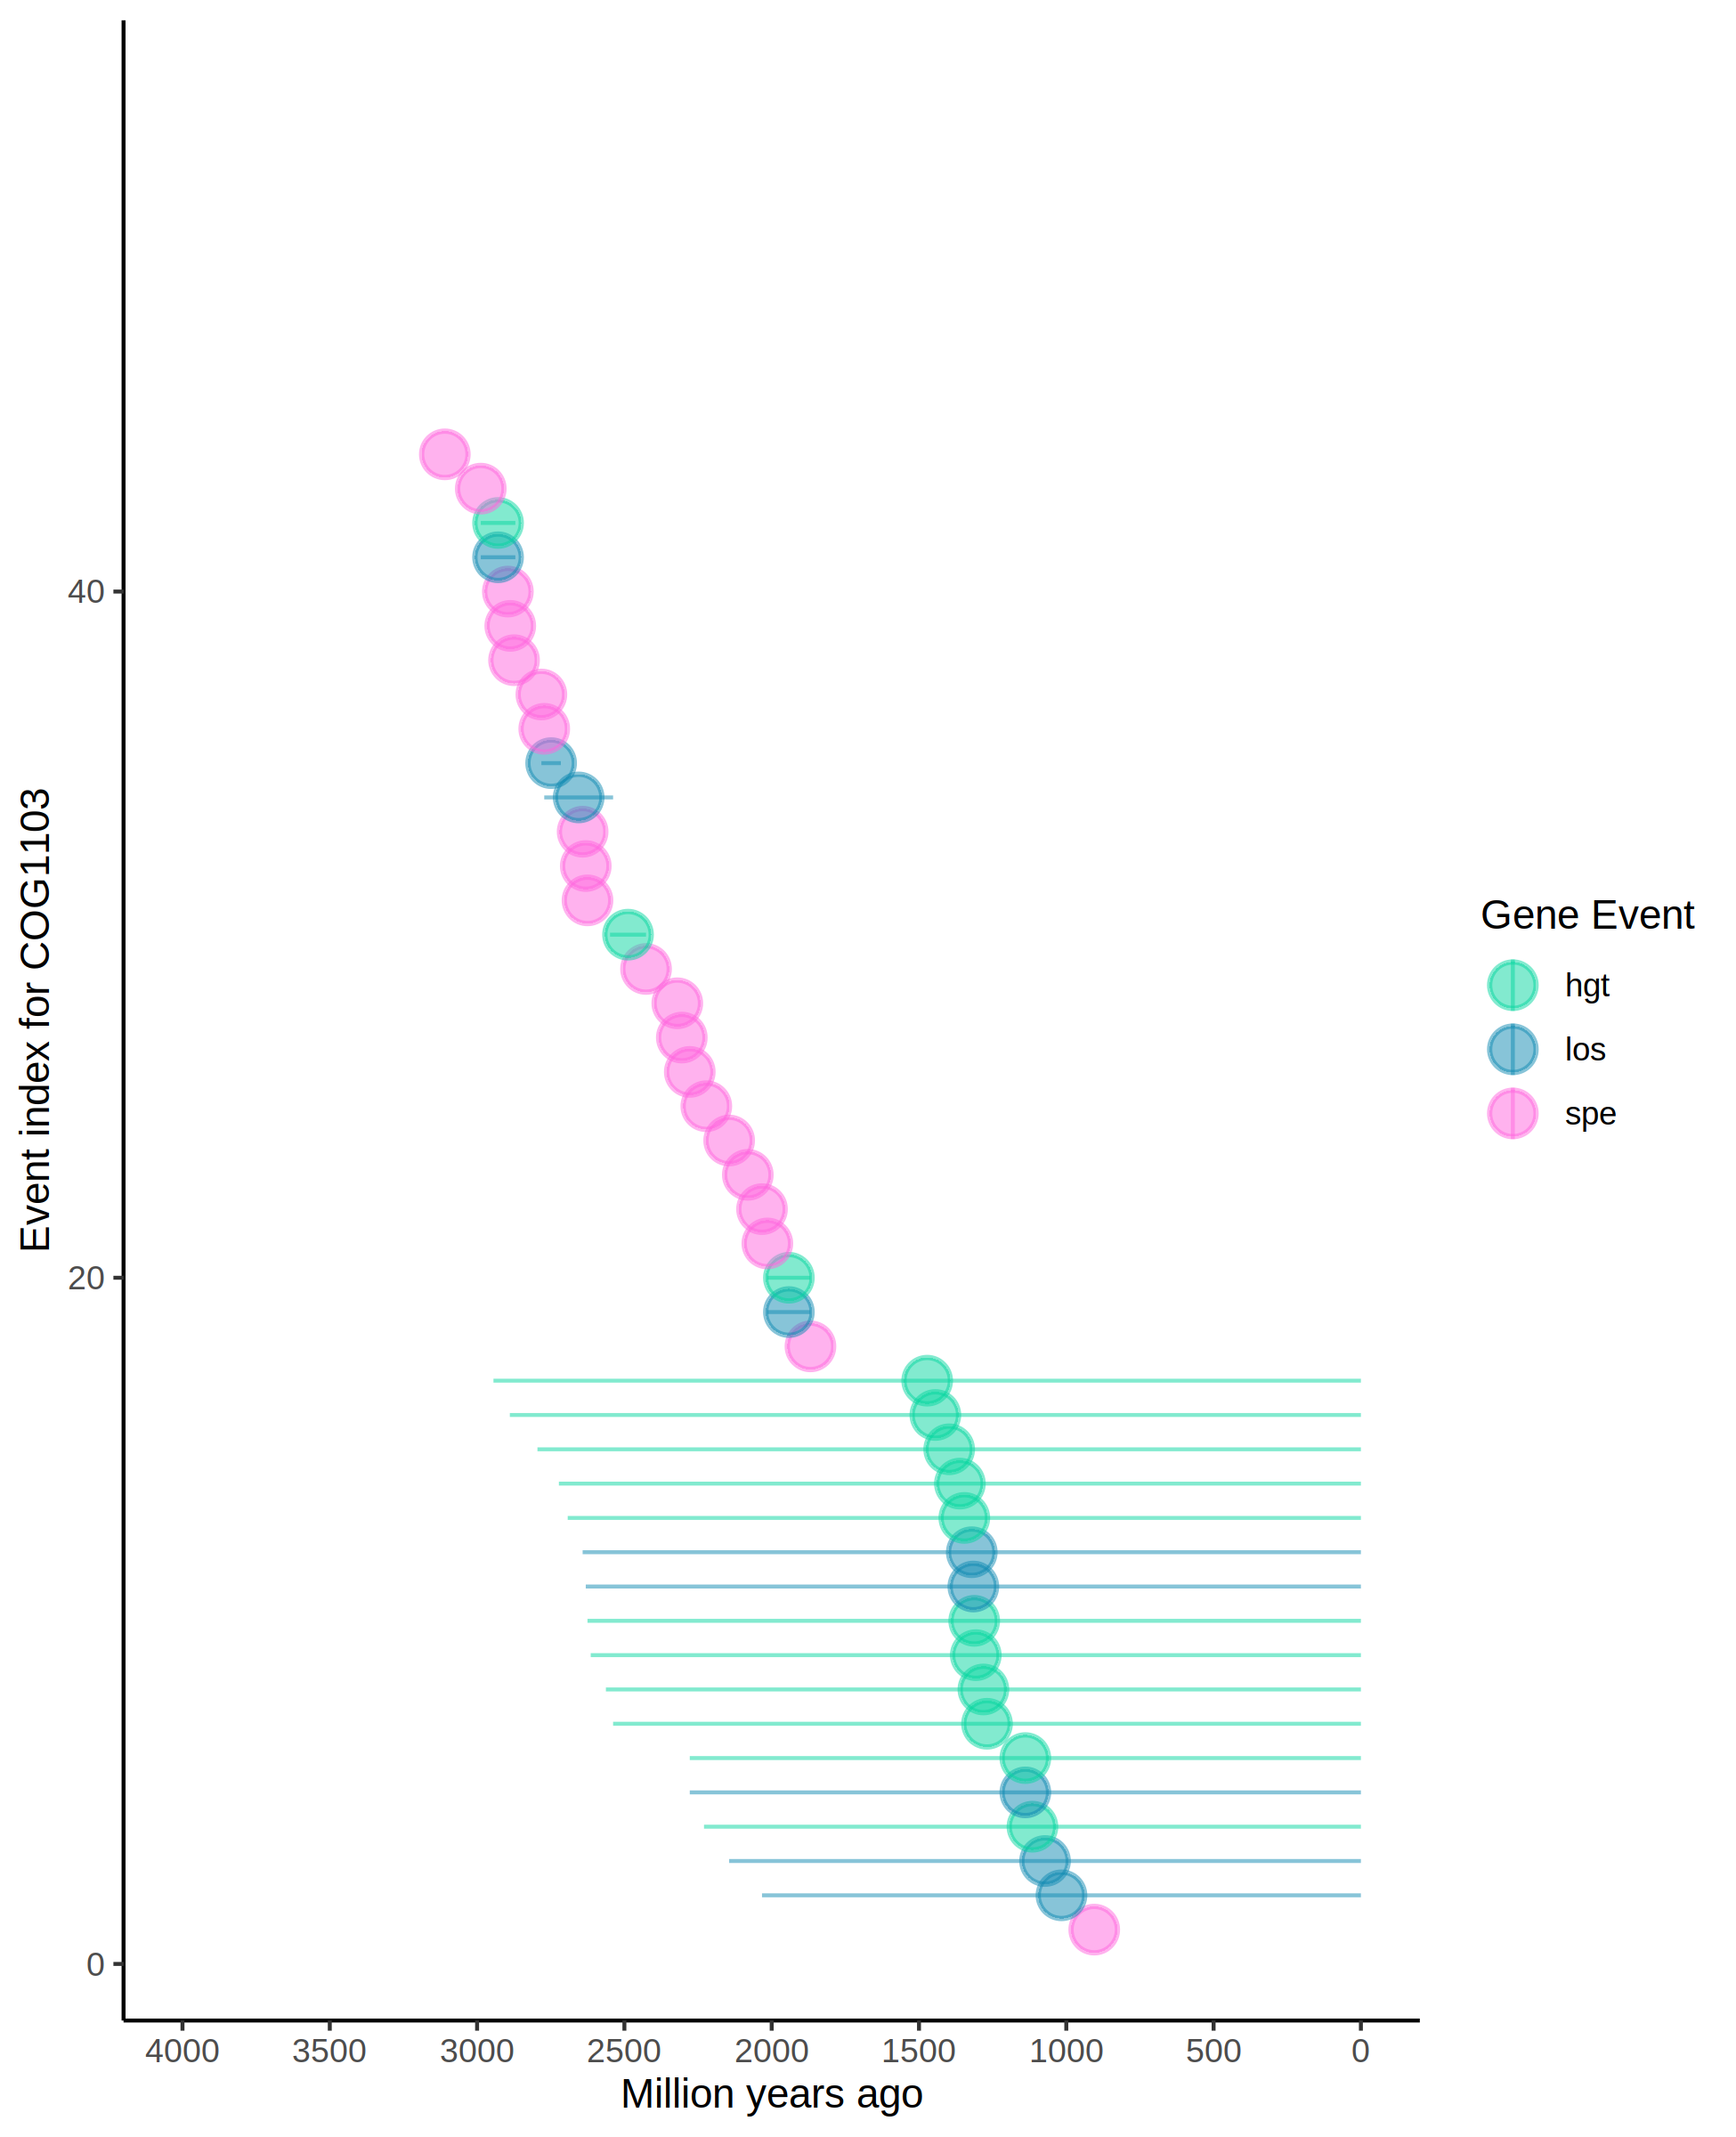 Event index for COG1103
40
20
0
4000 3500 3000 2500 2000 1500 1000 500 0
Million years ago
Gene Event
hgt
los
spe